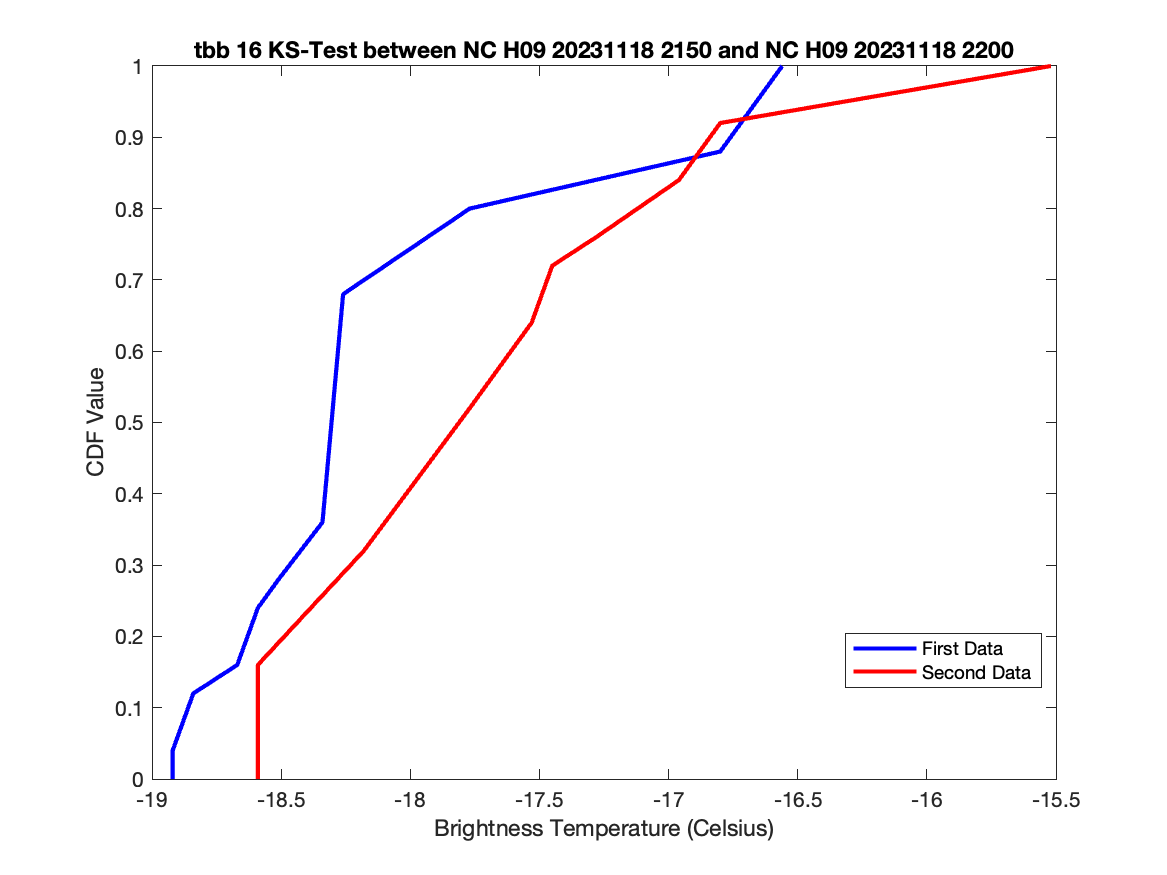 tbb 16 KS-Test between NC H09 20231118 2150 and NC H09 20231118 2200
1
0.9
0.8
0.7
0.6
0.5
0.4
0.3
0.2
0.1
0
CDF Value
First Data
Second Data
-19 -18.5 -18 -17.5 -17 -16.5 -16 -15.5
Brightness Temperature (Celsius)